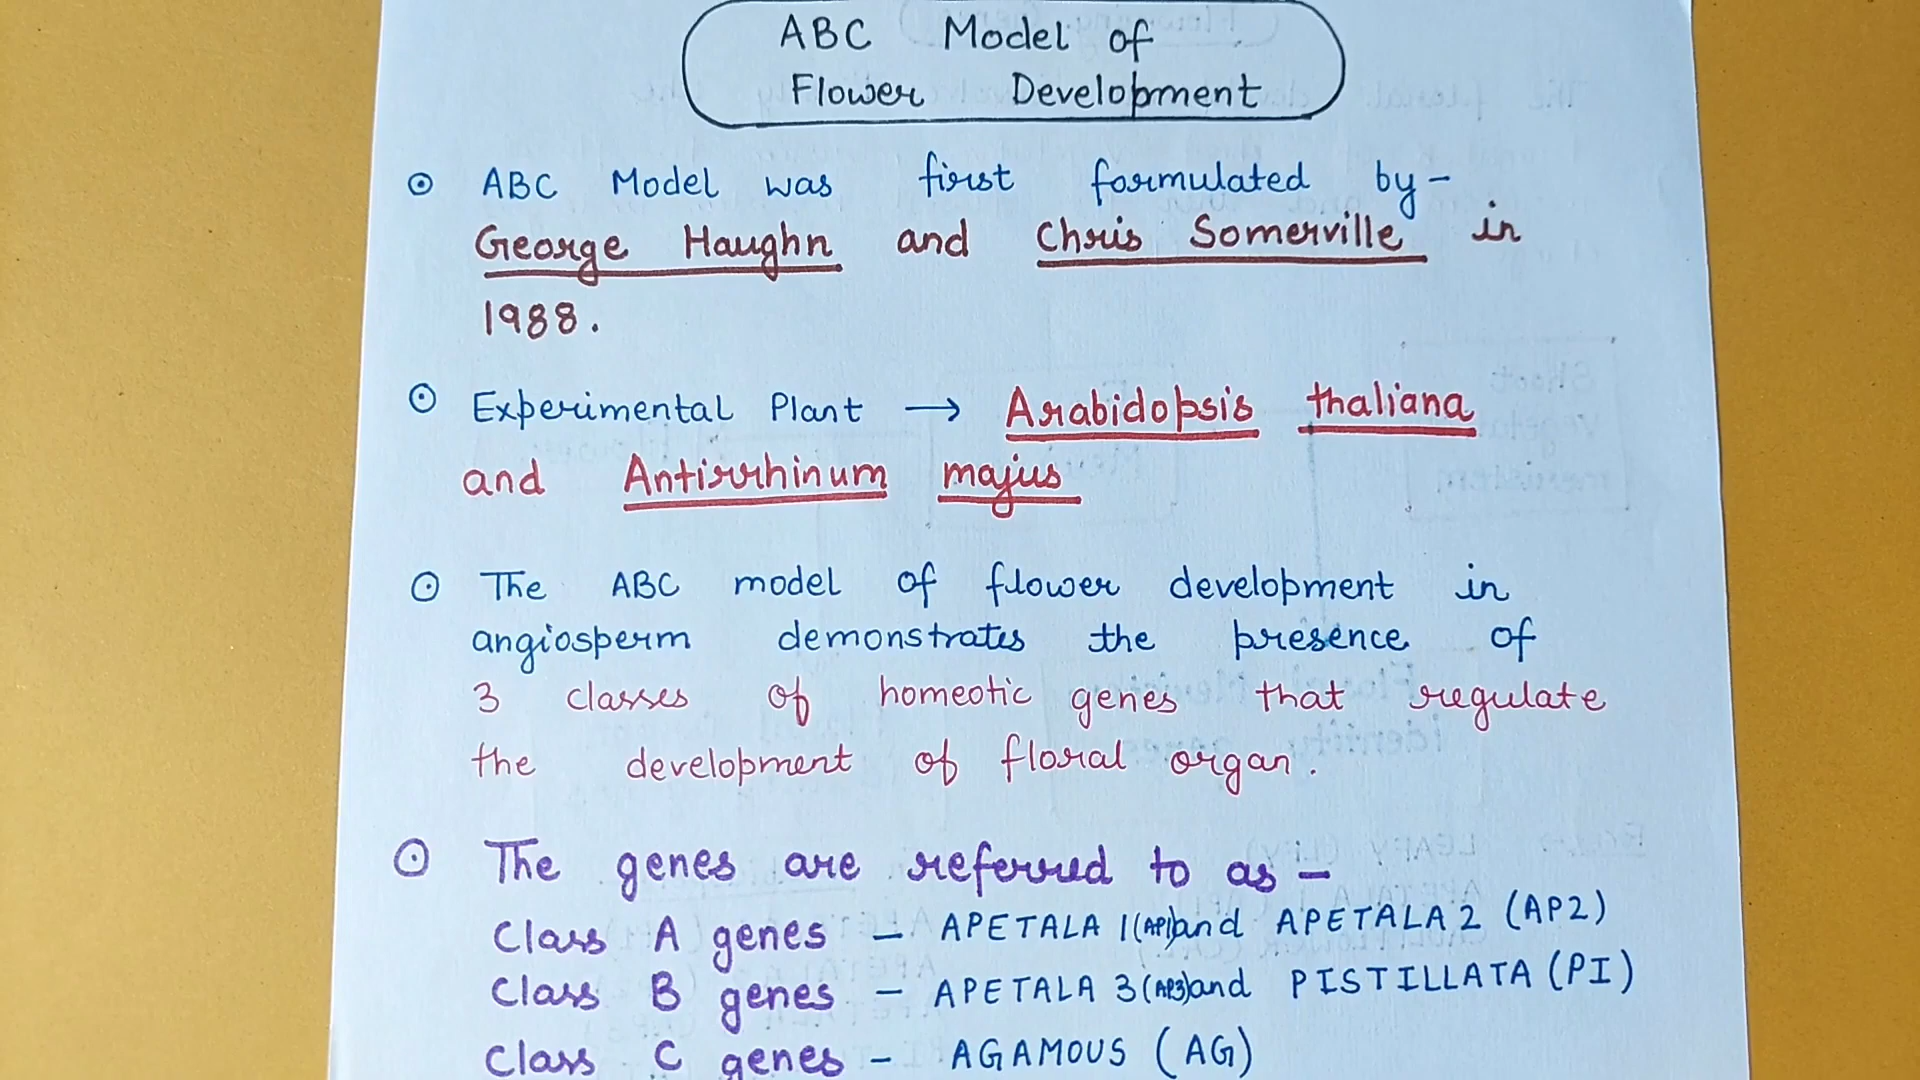 ABC Model of
Flower Development
ABC Model was first formulated by-
George Haughn and Chris Somerville in
1988.
Experimental Plant → Arabidopsis thaliana
and Antirrhinum majus
The ABC model of flower development in
angiosperm demonstrates the presence of
3 classes of homeotic genes that regulate
the development of floral organ.
The genes are referred to as -
Class A genes - APETALA 1(AP1)and APETALA 2 (AP2)
Class B genes - APETALA 3(AP3)and PISTILLATA (PI)
Class C genes - AGAMOUS (AG)